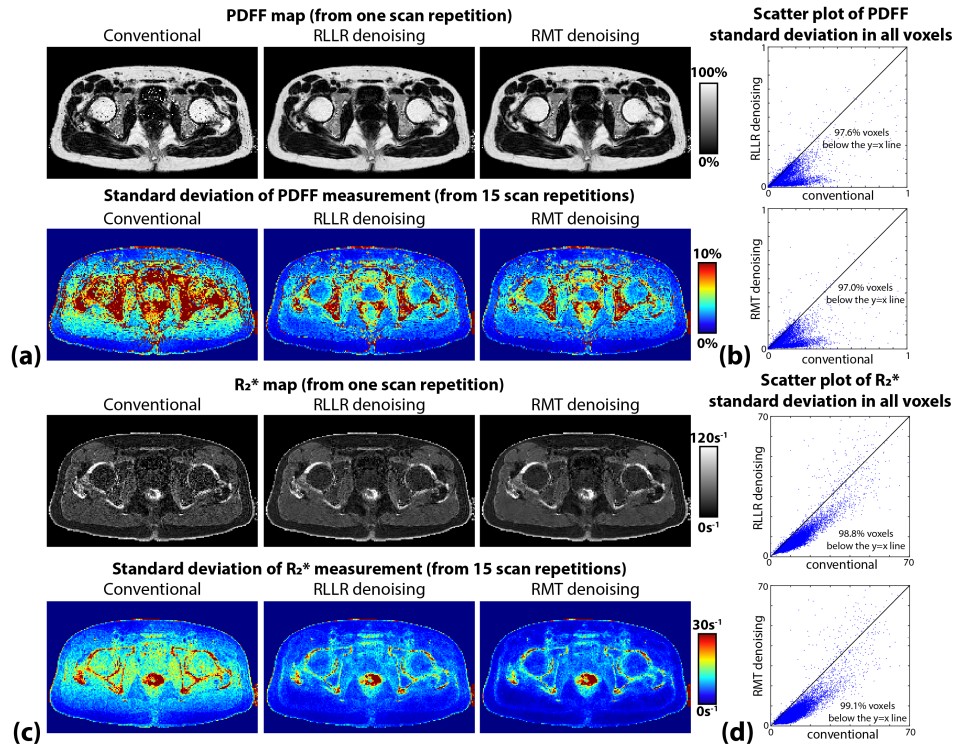 PDFF map (from one scan repetition)
Conventional
RLLR denoising
RMT denoising
100%
0%
Standard deviation of PDFF measurement (from 15 scan repetitions)
Conventional
RLLR denoising
RMT denoising
10%
0%
(a)
Scatter plot of PDFF
standard deviation in all voxels
1
RLLR denoising
97.6% voxels
below the y=x line
0
0
conventional
1
1
RMT denoising
97.0% voxels
below the y=x line
0
0
conventional
1
(b)
R₂* map (from one scan repetition)
Conventional
RLLR denoising
RMT denoising
120s⁻¹
0s⁻¹
Standard deviation of R₂* measurement (from 15 scan repetitions)
Conventional
RLLR denoising
RMT denoising
30s⁻¹
0s⁻¹
(c)
Scatter plot of R₂*
standard deviation in all voxels
70
RLLR denoising
98.8% voxels
below the y=x line
0
0
conventional
70
70
RMT denoising
99.1% voxels
below the y=x line
0
0
conventional
70
(d)